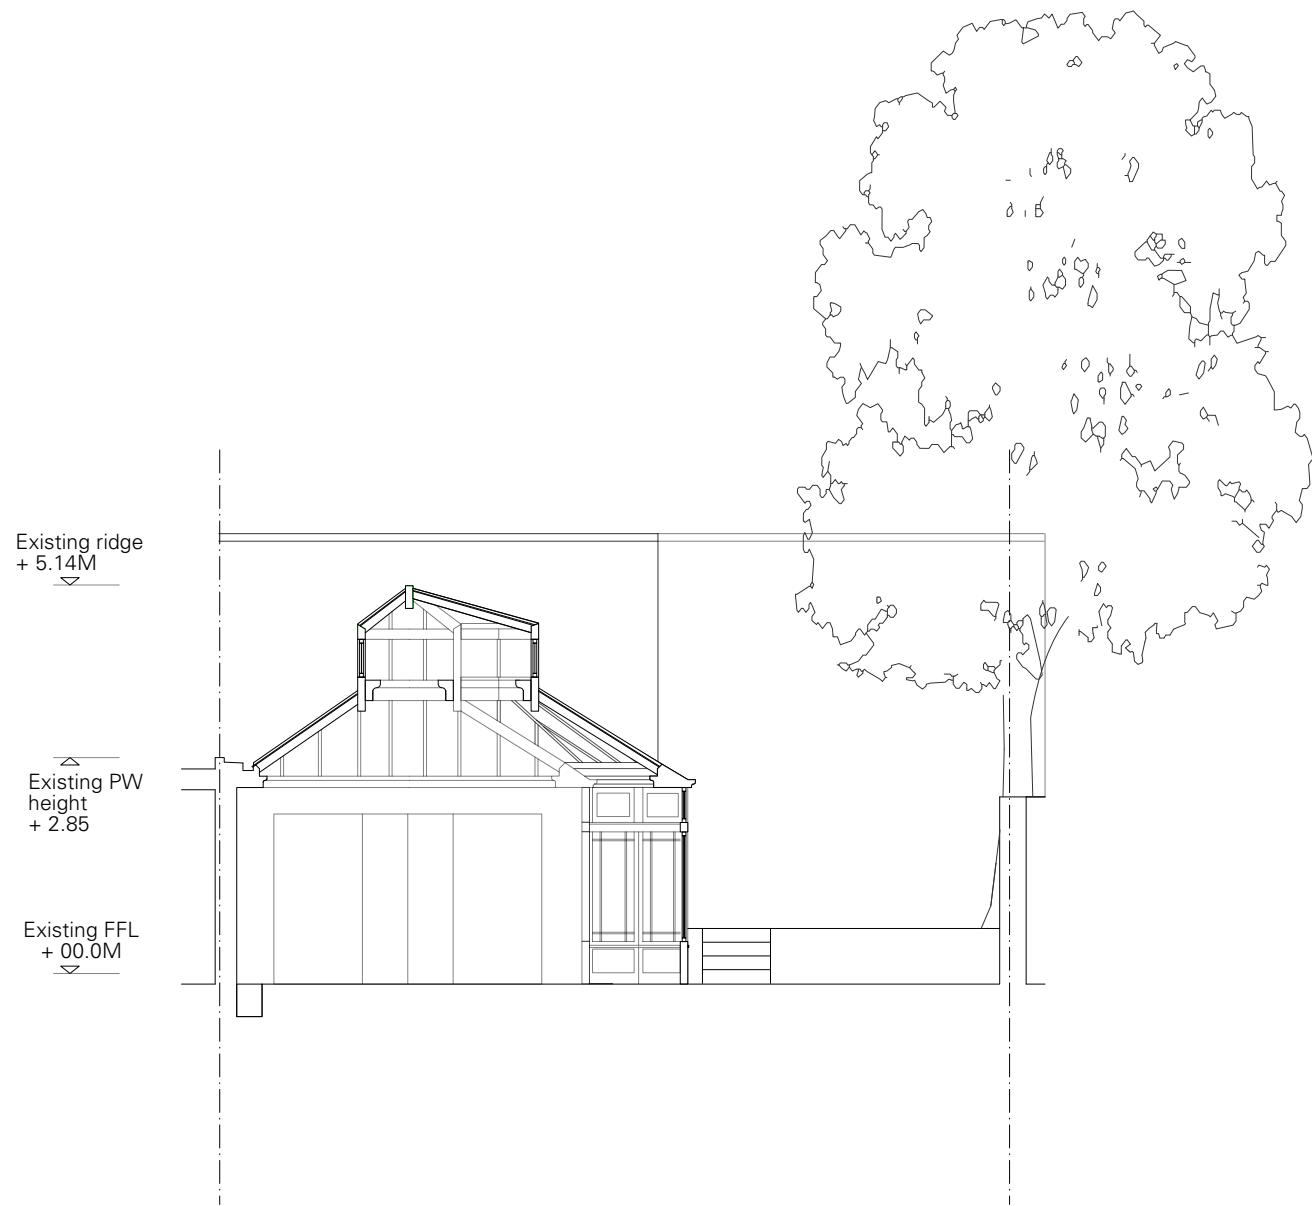 Existing ridge
+ 5.14M
Existing PW
height
+ 2.85
Existing FFL
+ 00.0M